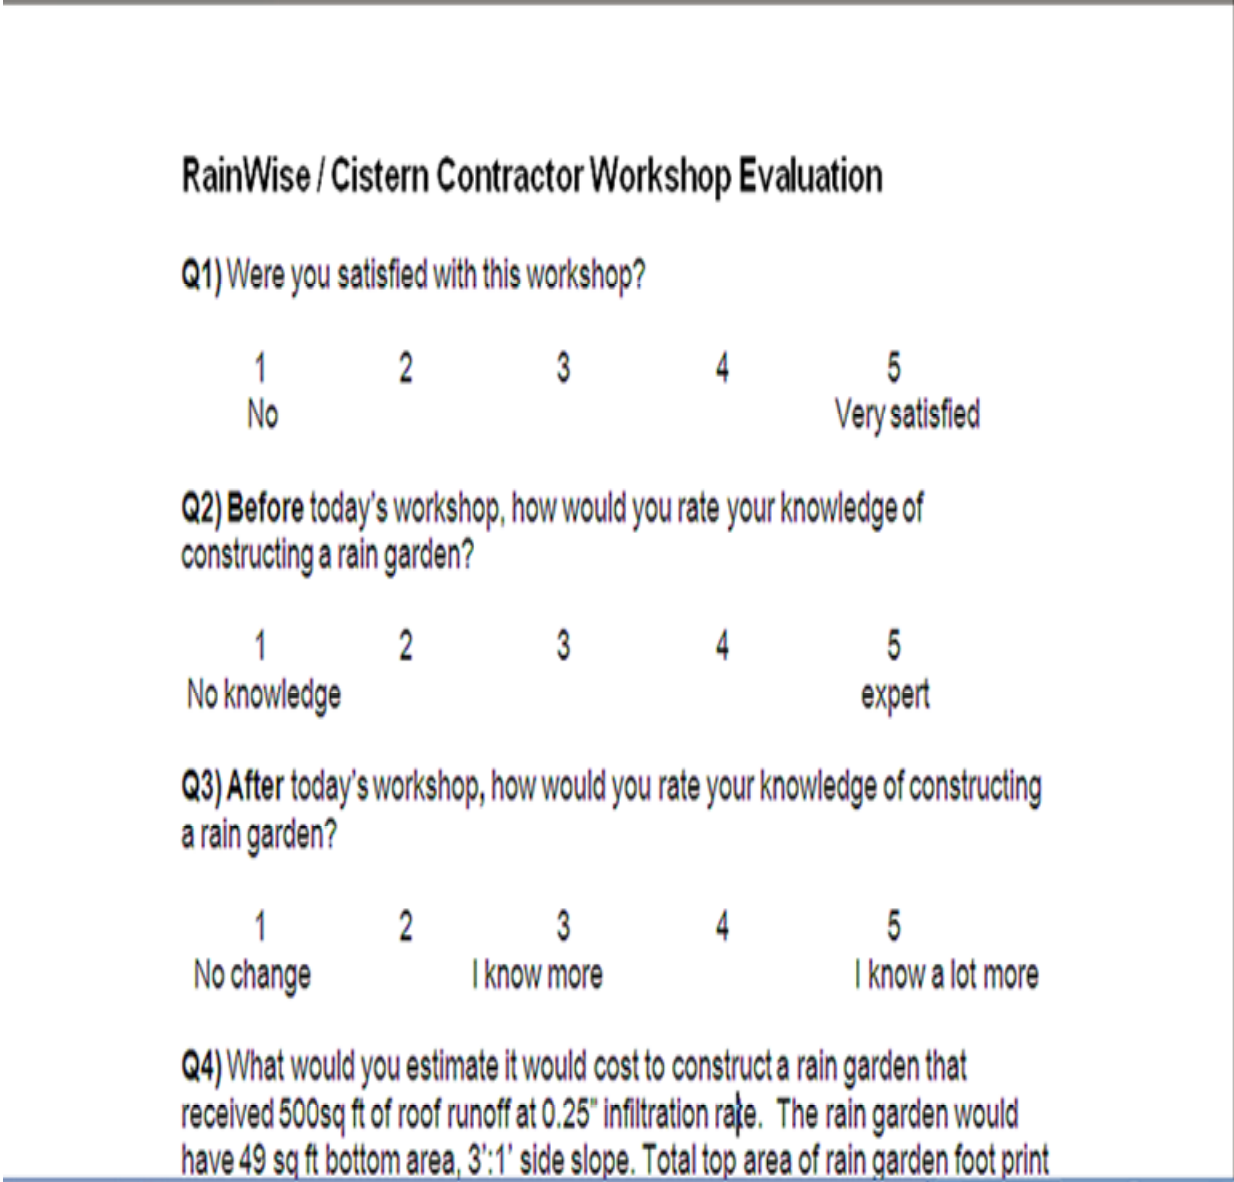 RainWise / Cistern Contractor Workshop Evaluation
Q1) Were you satisfied with this workshop?
1 2 3 4 5
No Very satisfied
Q2) Before today's workshop, how would you rate your knowledge of
constructing a rain garden?
1 2 3 4 5
No knowledge expert
Q3) After today's workshop, how would you rate your knowledge of constructing
a rain garden?
1 2 3 4 5
No change I know more I know a lot more
Q4) What would you estimate it would cost to construct a rain garden that
received 500sq ft of roof runoff at 0.25" infiltration rate. The rain garden would
have 49 sq ft bottom area, 3':1' side slope. Total top area of rain garden foot print